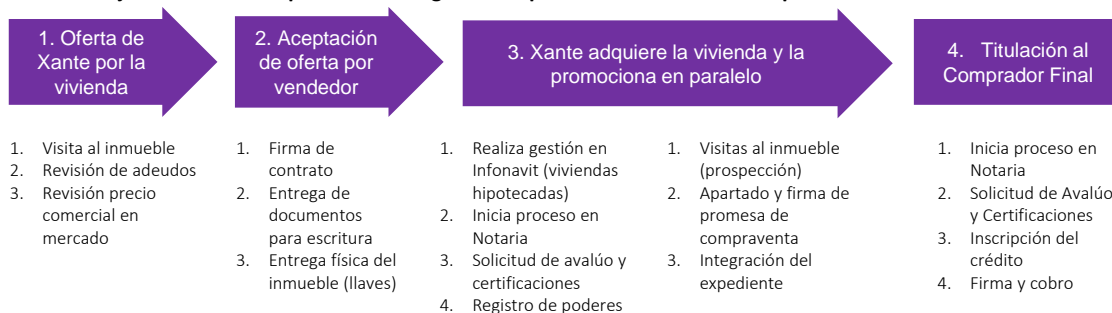 1. Oferta de
Xante por la
vivienda
2. Aceptación
de oferta por
vendedor
3. Xante adquiere la vivienda y la
promociona en paralelo
4. Titulación al
Comprador Final
1. Visita al inmueble
2. Revisión de adeudos
3. Revisión precio
comercial en
mercado
1. Firma de
contrato
2. Entrega de
documentos
para escritura
3. Entrega física del
inmueble (llaves)
1. Realiza gestión en
Infonavit (viviendas
hipotecadas)
2. Inicia proceso en
Notaria
3. Solicitud de avalúo y
certificaciones
4. Registro de poderes
1. Visitas al inmueble
(prospección)
2. Apartado y firma de
promesa de
compraventa
3. Integración del
expediente
1. Inicia proceso en
Notaria
2. Solicitud de Avalúo
y Certificaciones
3. Inscripción del
crédito
4. Firma y cobro